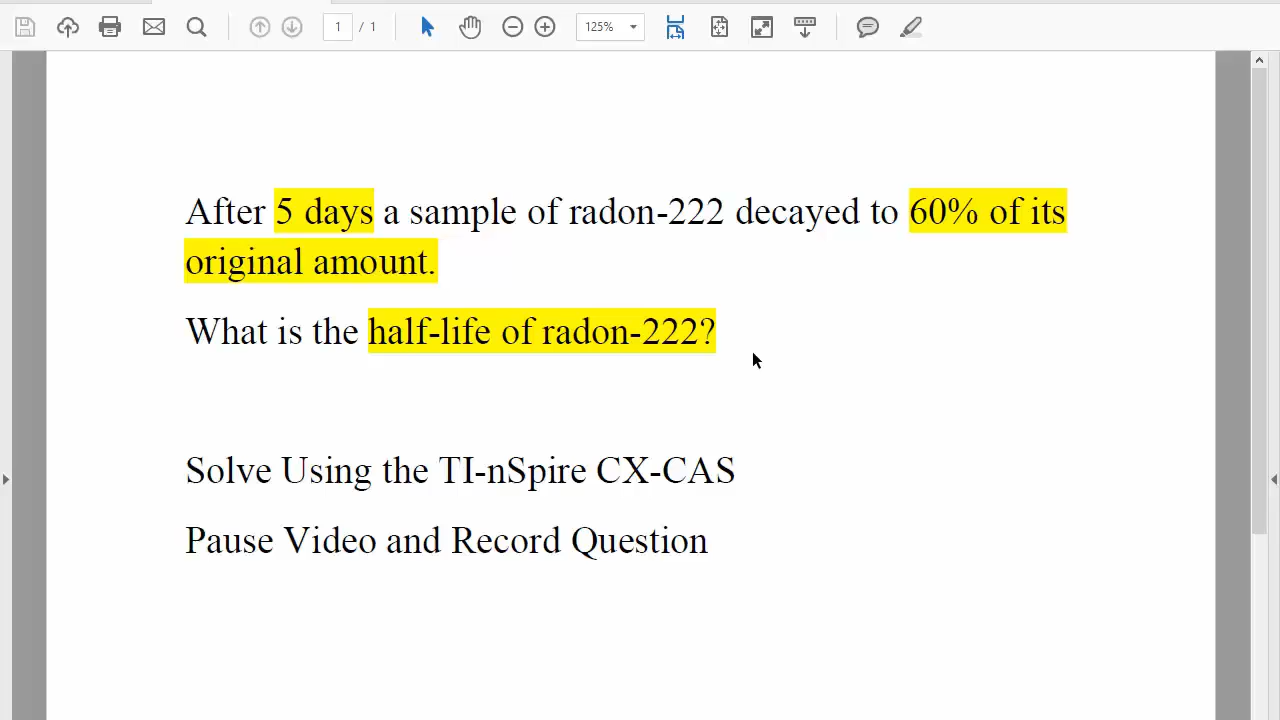 1 / 1
125%
After 5 days a sample of radon-222 decayed to 60% of its
original amount.
What is the half-life of radon-222?
Solve Using the TI-nSpire CX-CAS
Pause Video and Record Question